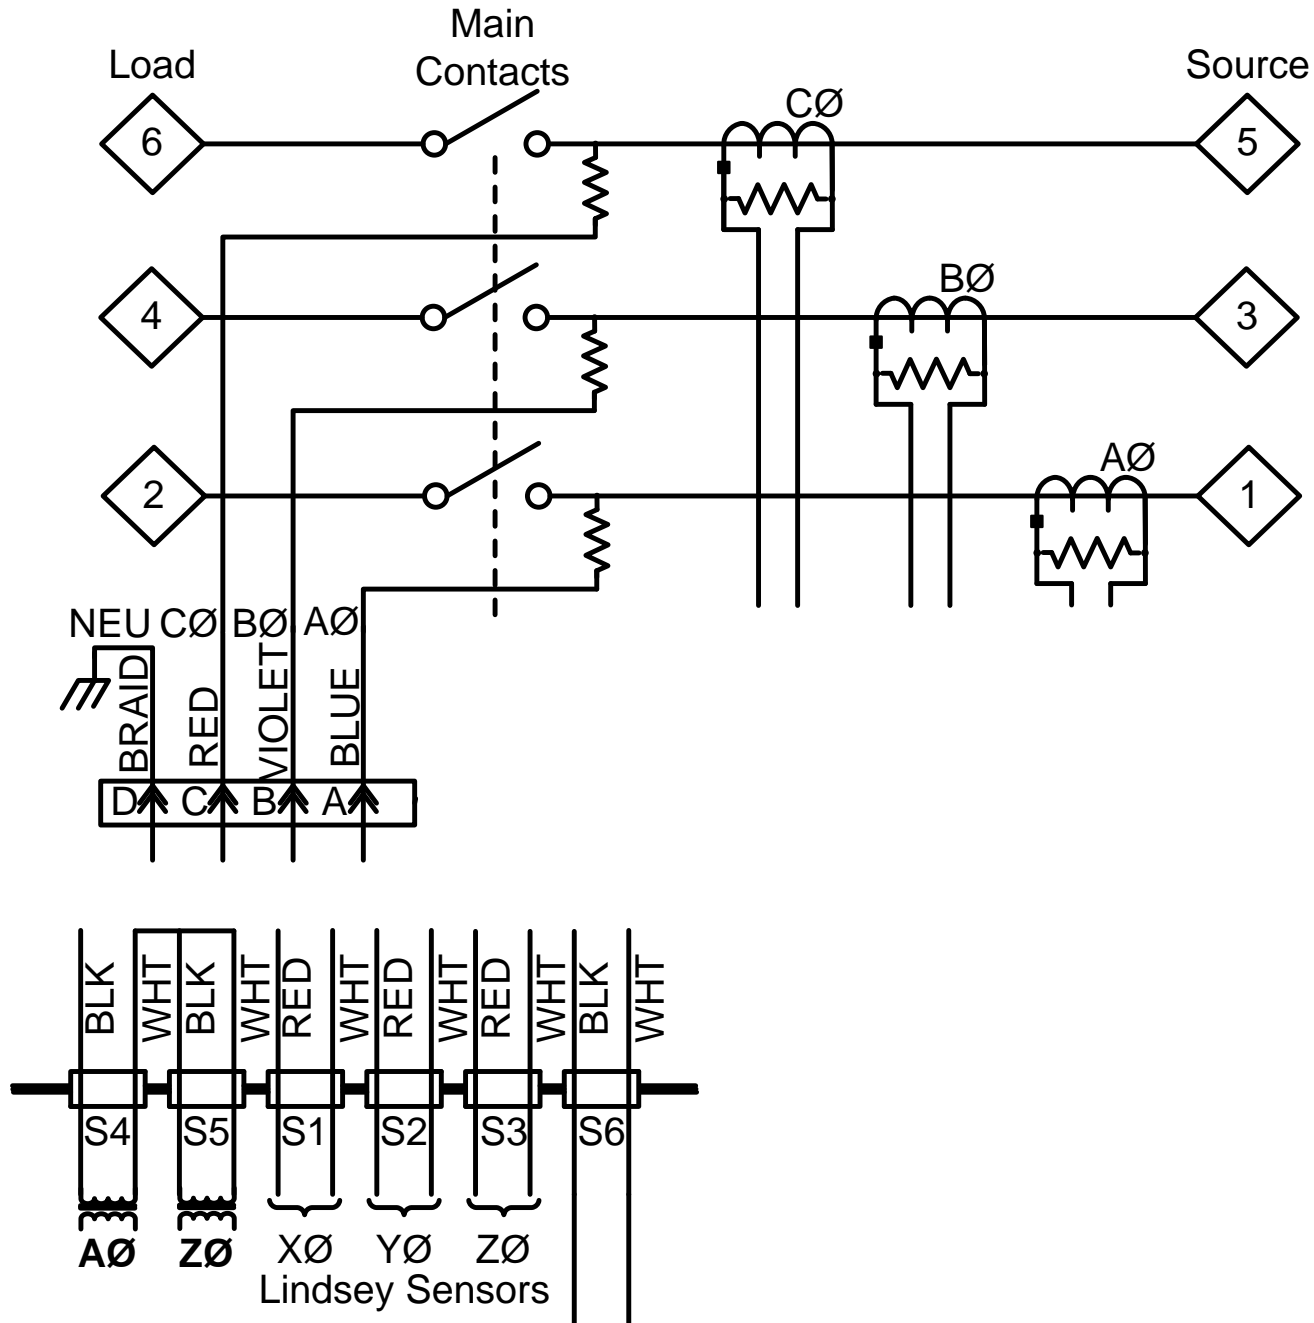 Main
Load Contacts Source
CØ
6 5
BØ
4 3
AØ
2 1
NEU CØ BØ AØ
BRAID RED VIOLET BLUE
D C B A
BLK WHT BLK WHT RED WHT RED WHT RED WHT BLK WHT
S4 S5 S1 S2 S3 S6
AØ ZØ XØ YØ ZØ
Lindsey Sensors